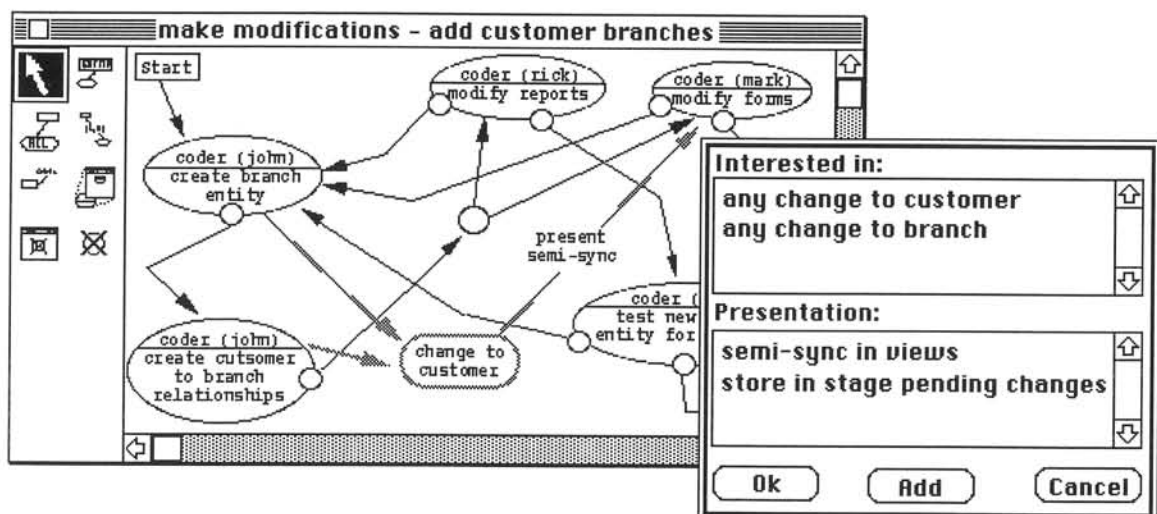 make modifications - add customer branches
Start
coder (rick)
modify reports
coder (mark)
modify forms
coder (john)
create branch
entity
present
semi-sync
coder (
test new
entity for
coder (john)
create cutsomer
to branch
relationships
change to
customer
Interested in:
any change to customer
any change to branch
Presentation:
semi-sync in views
store in stage pending changes
Ok
Add
Cancel